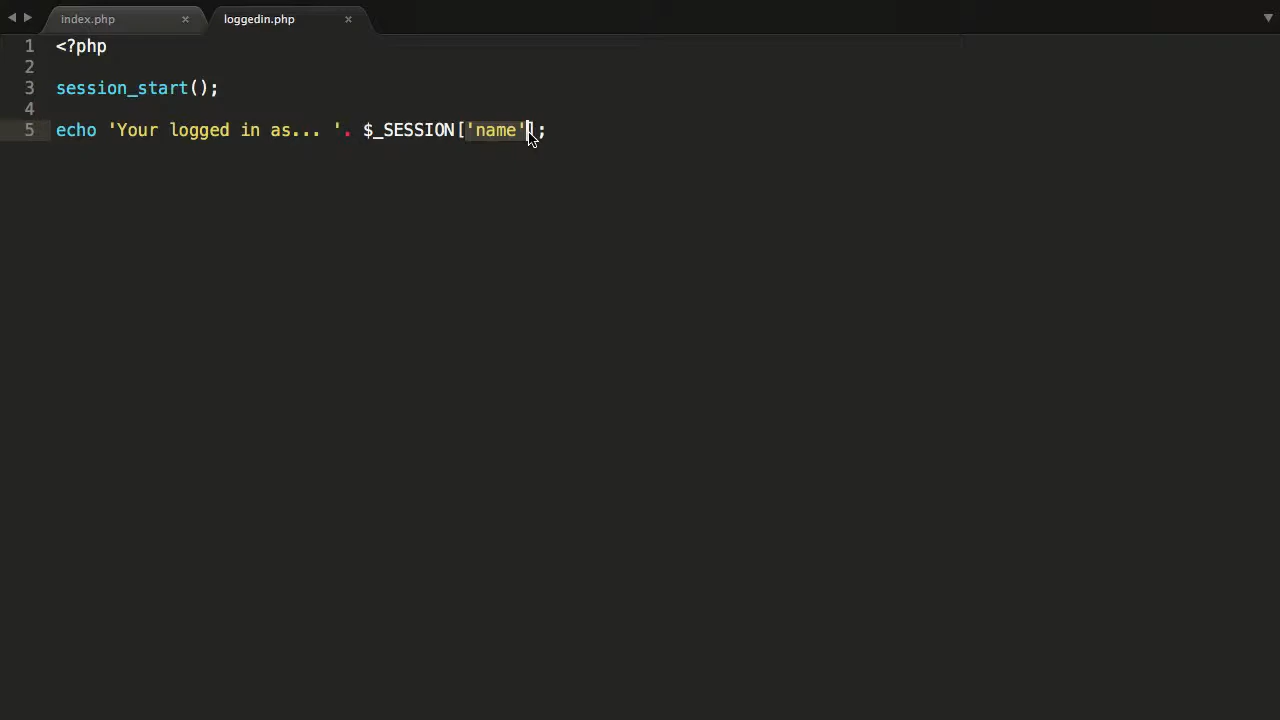 index.php × loggedin.php ×
1 <?php
2
3 session_start();
4
5 echo 'Your logged in as... '. $_SESSION['name'];